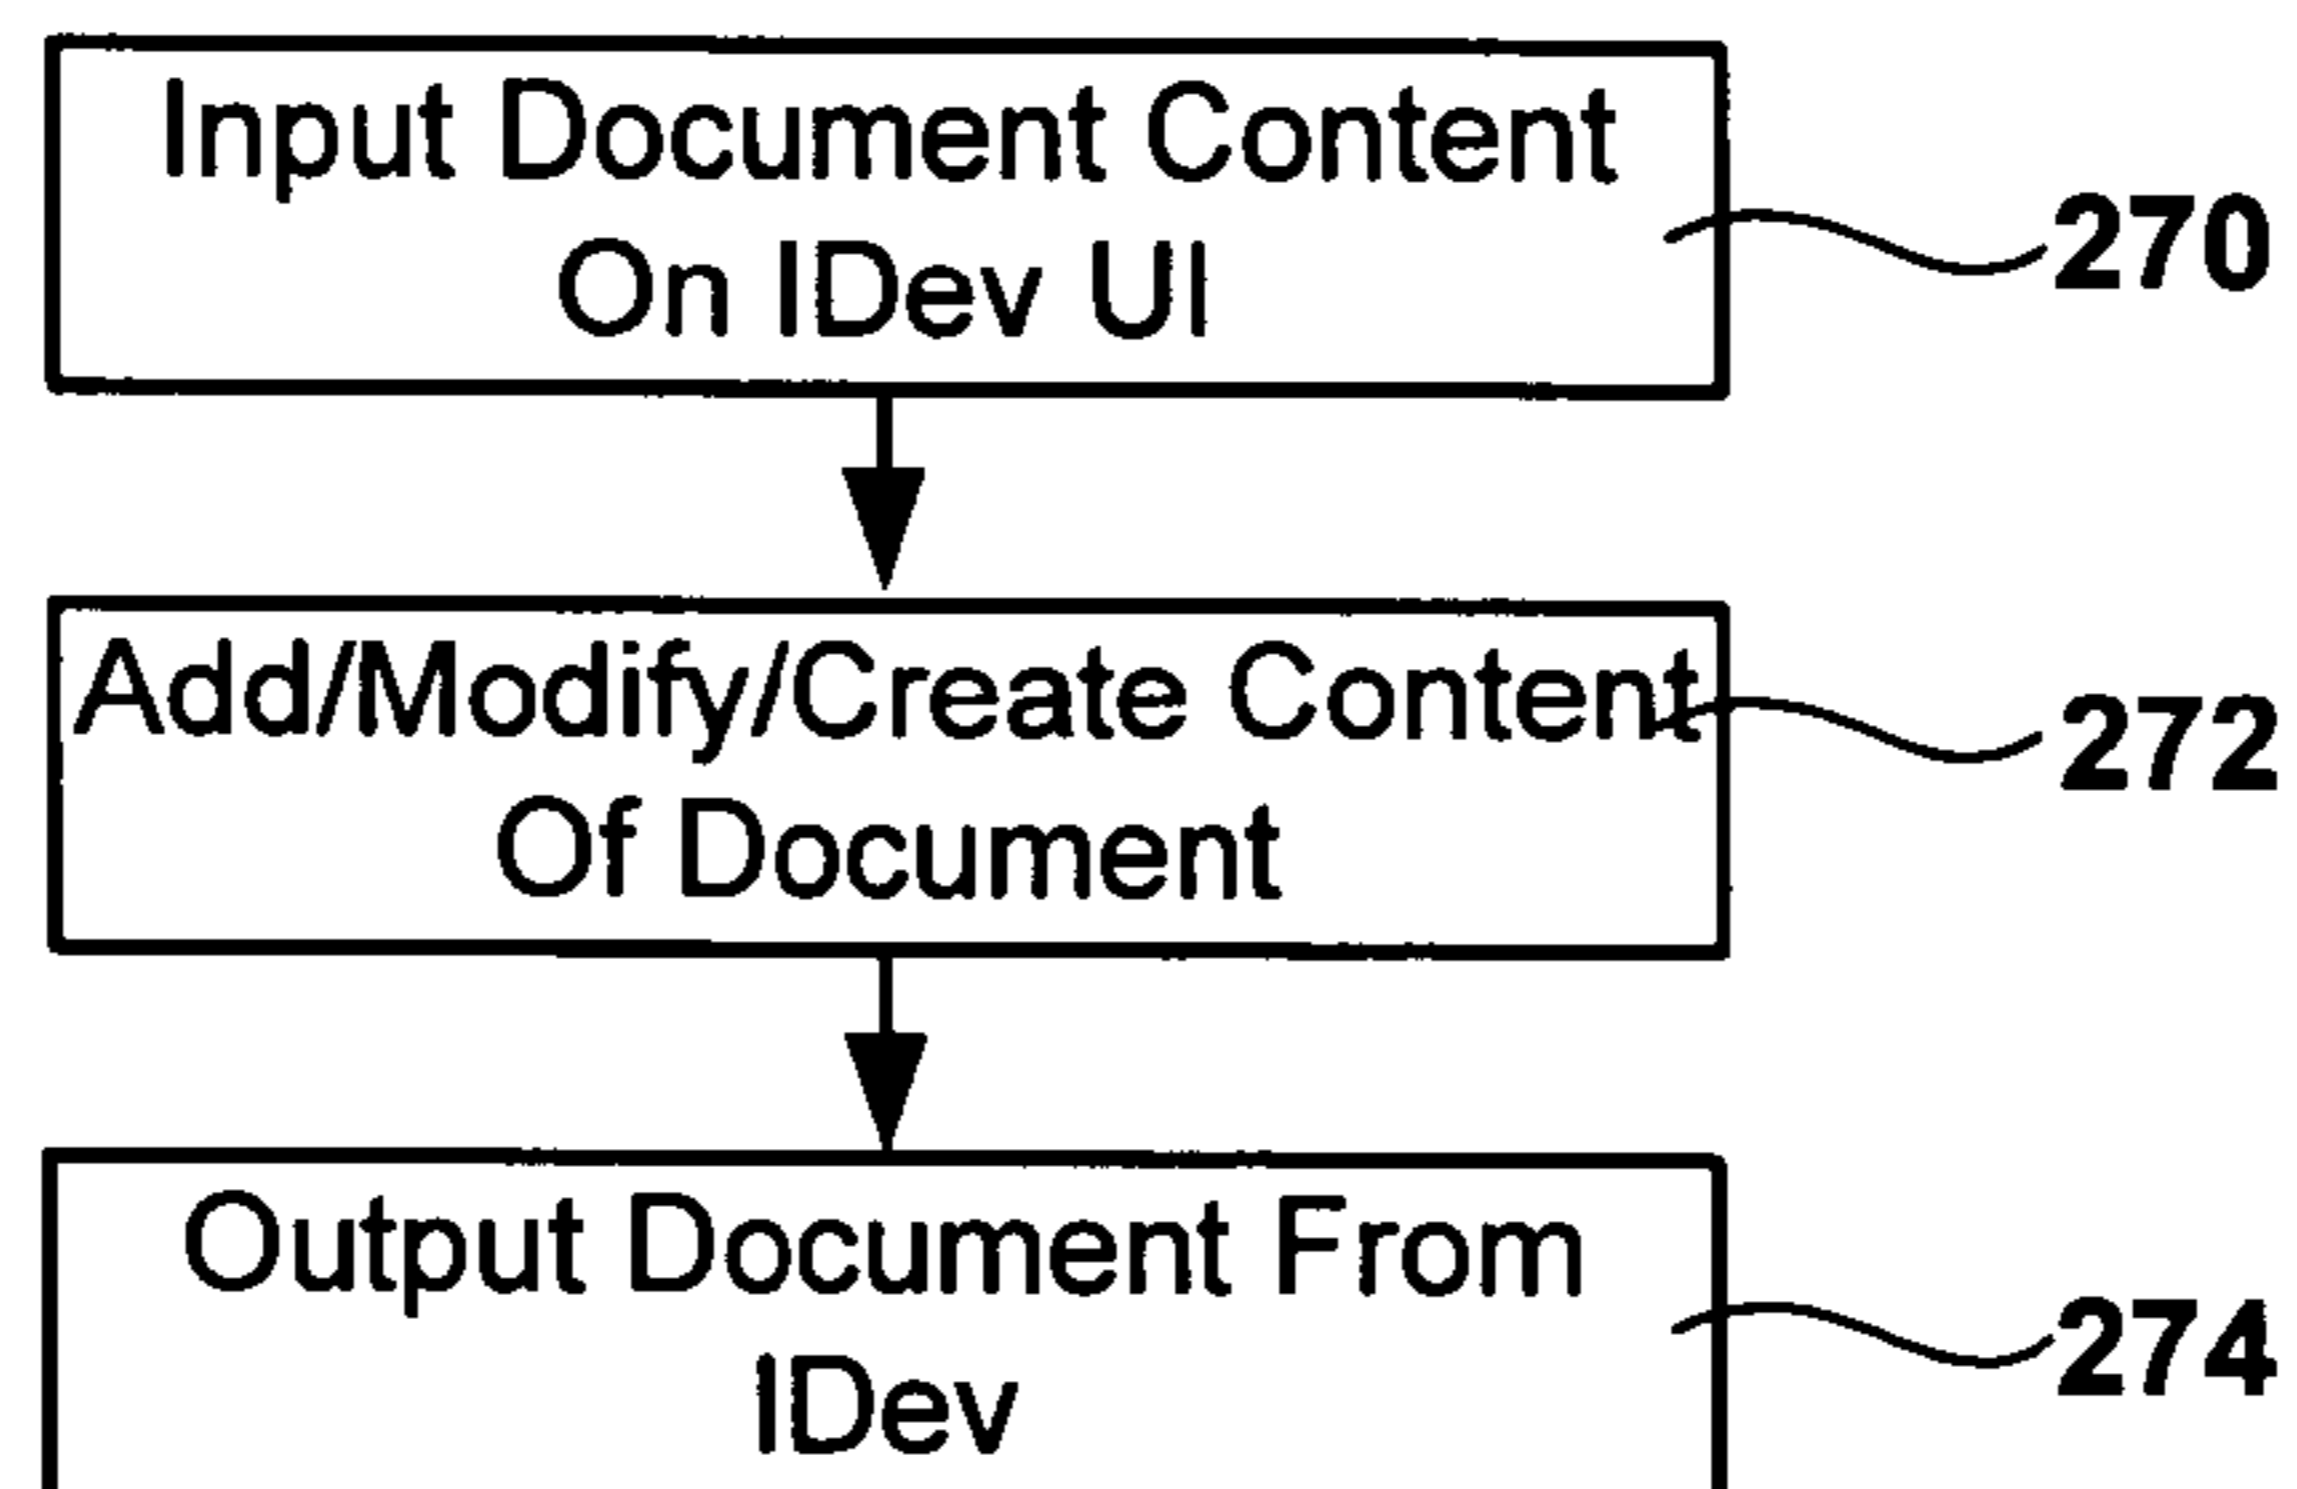 Input Document Content
On IDev UI
270
Add/Modify/Create Content
Of Document
272
Output Document From
IDev
274